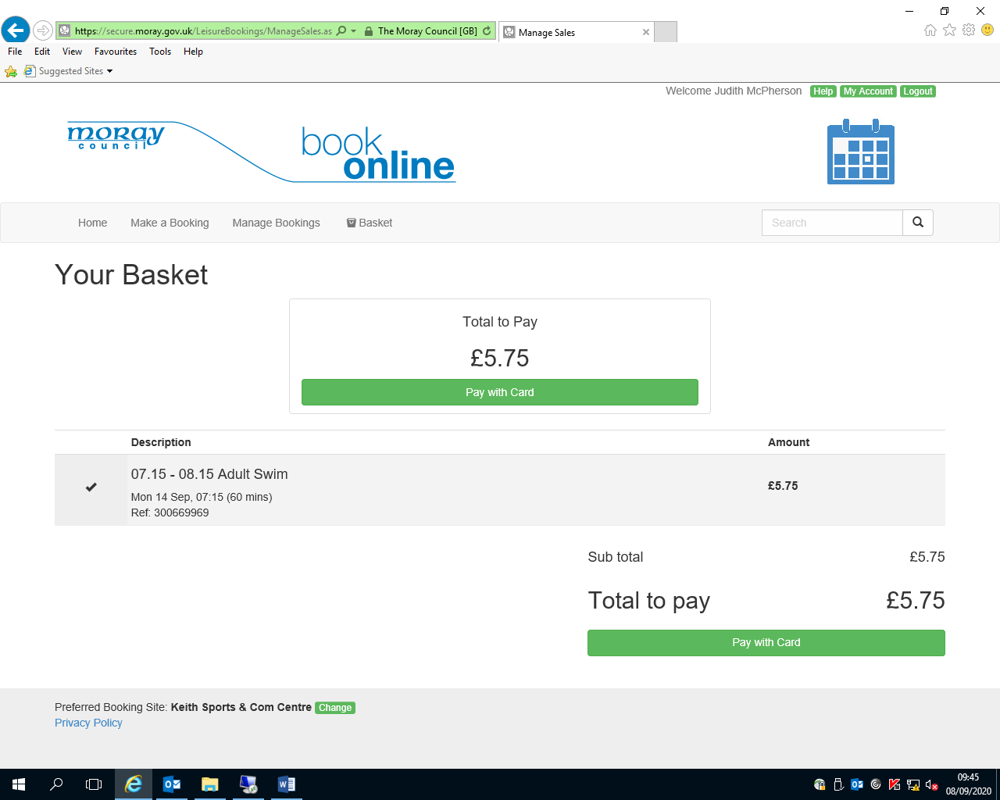 https://secure.moray.gov.uk/LeisureBookings/ManageSales.as
The Moray Council [GB]
Manage Sales
File Edit View Favourites Tools Help
Suggested Sites
Welcome Judith McPherson Help My Account Logout
moray
council
book
online
Home Make a Booking Manage Bookings Basket
Search
Your Basket
Total to Pay
£5.75
Pay with Card
Description Amount
07.15 - 08.15 Adult Swim
£5.75
Mon 14 Sep, 07:15 (60 mins)
Ref: 300669969
Sub total £5.75
Total to pay £5.75
Pay with Card
Preferred Booking Site: Keith Sports & Com Centre Change
Privacy Policy
09:45
08/09/2020